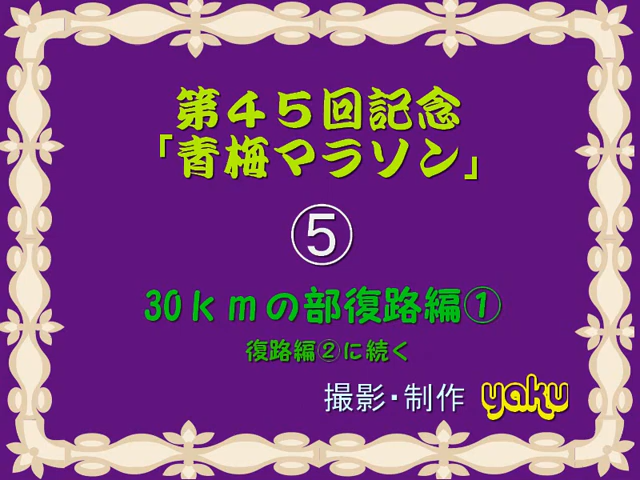 第４５回記念
「青梅マラソン」
⑤
30ｋｍの部復路編①
復路編②に続く
撮影・制作 yaku